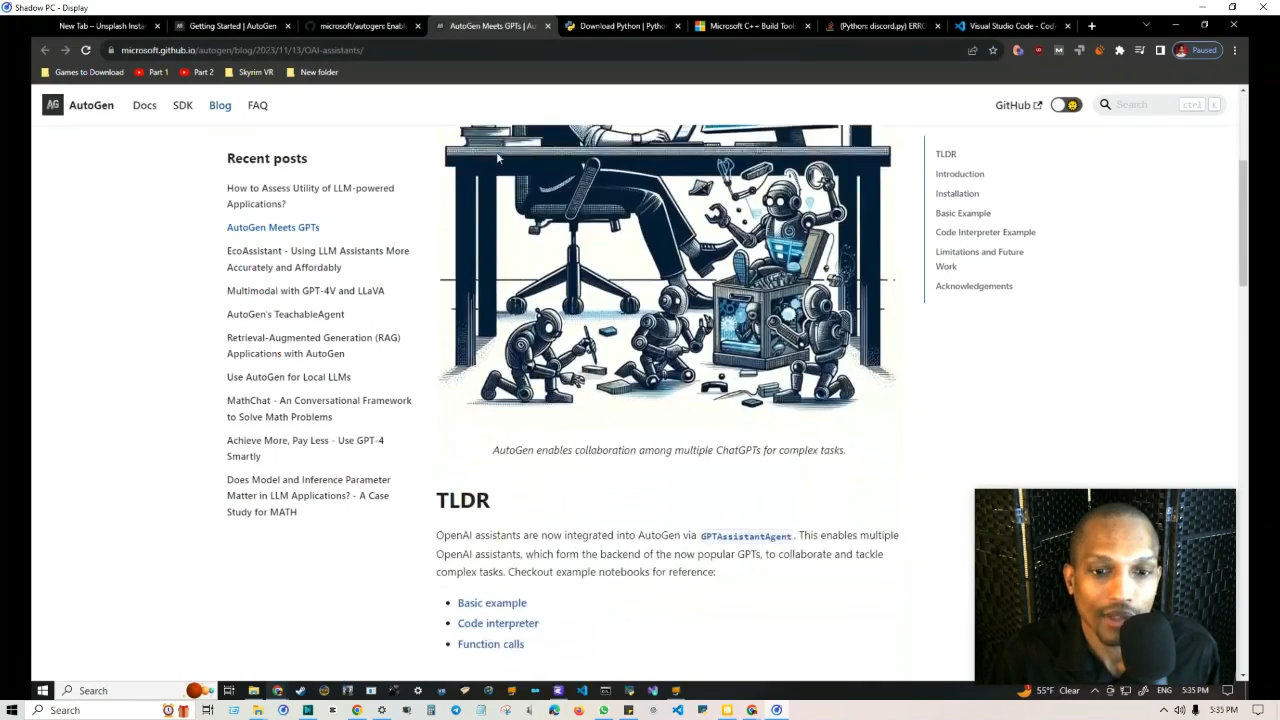 Shadow PC - Display
New Tab - Unsplash Insta
Getting Started | AutoGen
microsoft/autogen: Enabl
AutoGen Meets GPTs | Au
Download Python | Pytho
Microsoft C++ Build Tools
(Python: discord.py) ERRC
Visual Studio Code - Cod
microsoft.github.io/autogen/blog/2023/11/13/OAI-assistants/
Paused
Games to Download
Part 1
Part 2
Skyrim VR
New folder
AG
AutoGen
Docs
SDK
Blog
FAQ
GitHub
Search
ctrl
K
Recent posts
How to Assess Utility of LLM-powered
Applications?
AutoGen Meets GPTs
EcoAssistant - Using LLM Assistants More
Accurately and Affordably
Multimodal with GPT-4V and LLaVA
AutoGen's TeachableAgent
Retrieval-Augmented Generation (RAG)
Applications with AutoGen
Use AutoGen for Local LLMs
MathChat - An Conversational Framework
to Solve Math Problems
Achieve More, Pay Less - Use GPT-4
Smartly
Does Model and Inference Parameter
Matter in LLM Applications? - A Case
Study for MATH
AutoGen enables collaboration among multiple ChatGPTs for complex tasks.
TLDR
OpenAI assistants are now integrated into AutoGen via GPTAssistantAgent. This enables multiple
OpenAI assistants, which form the backend of the now popular GPTs, to collaborate and tackle
complex tasks. Checkout example notebooks for reference:
Basic example
Code interpreter
Function calls
TLDR
Introduction
Installation
Basic Example
Code Interpreter Example
Limitations and Future
Work
Acknowledgements
Search
55°F Clear
ENG
5:35 PM
Search
5:35 PM